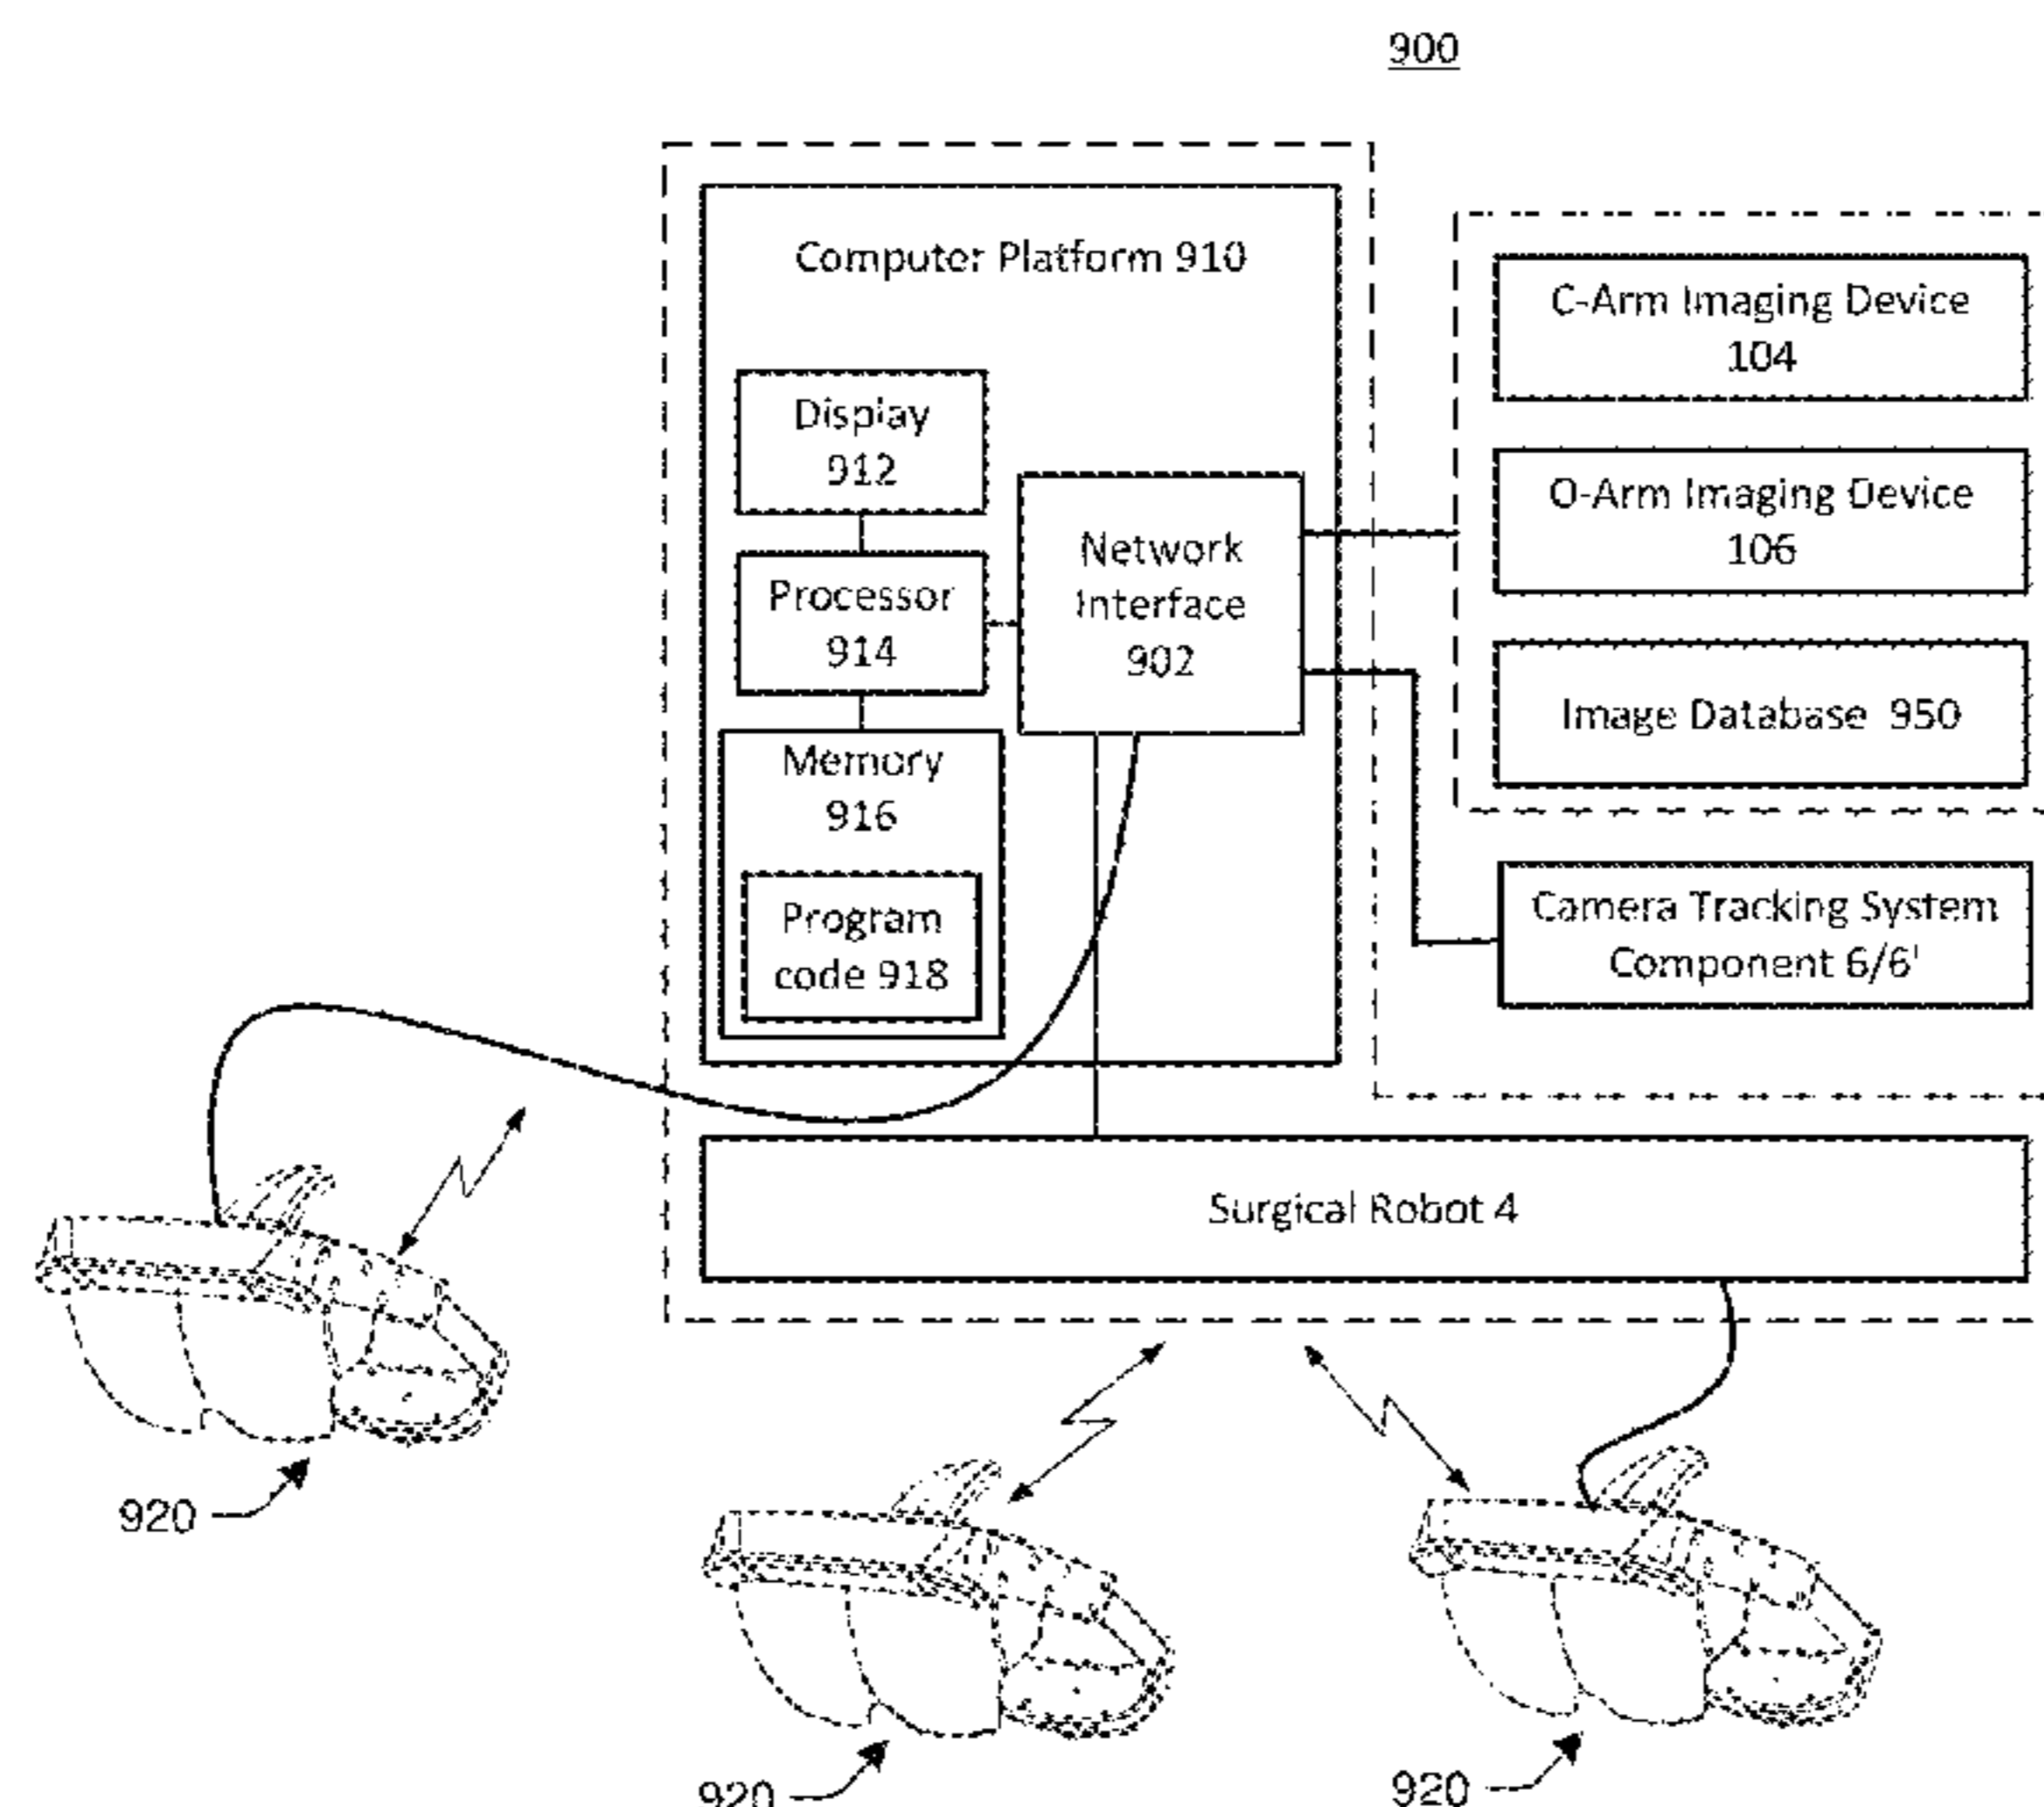 900
Computer Platform 910
Display
912
Processor
914
Memory
916
Program
code 918
Network
Interface
902
C-Arm Imaging Device
104
O-Arm Imaging Device
106
Image Database 950
Camera Tracking System
Component 6/6'
Surgical Robot 4
920
920
920